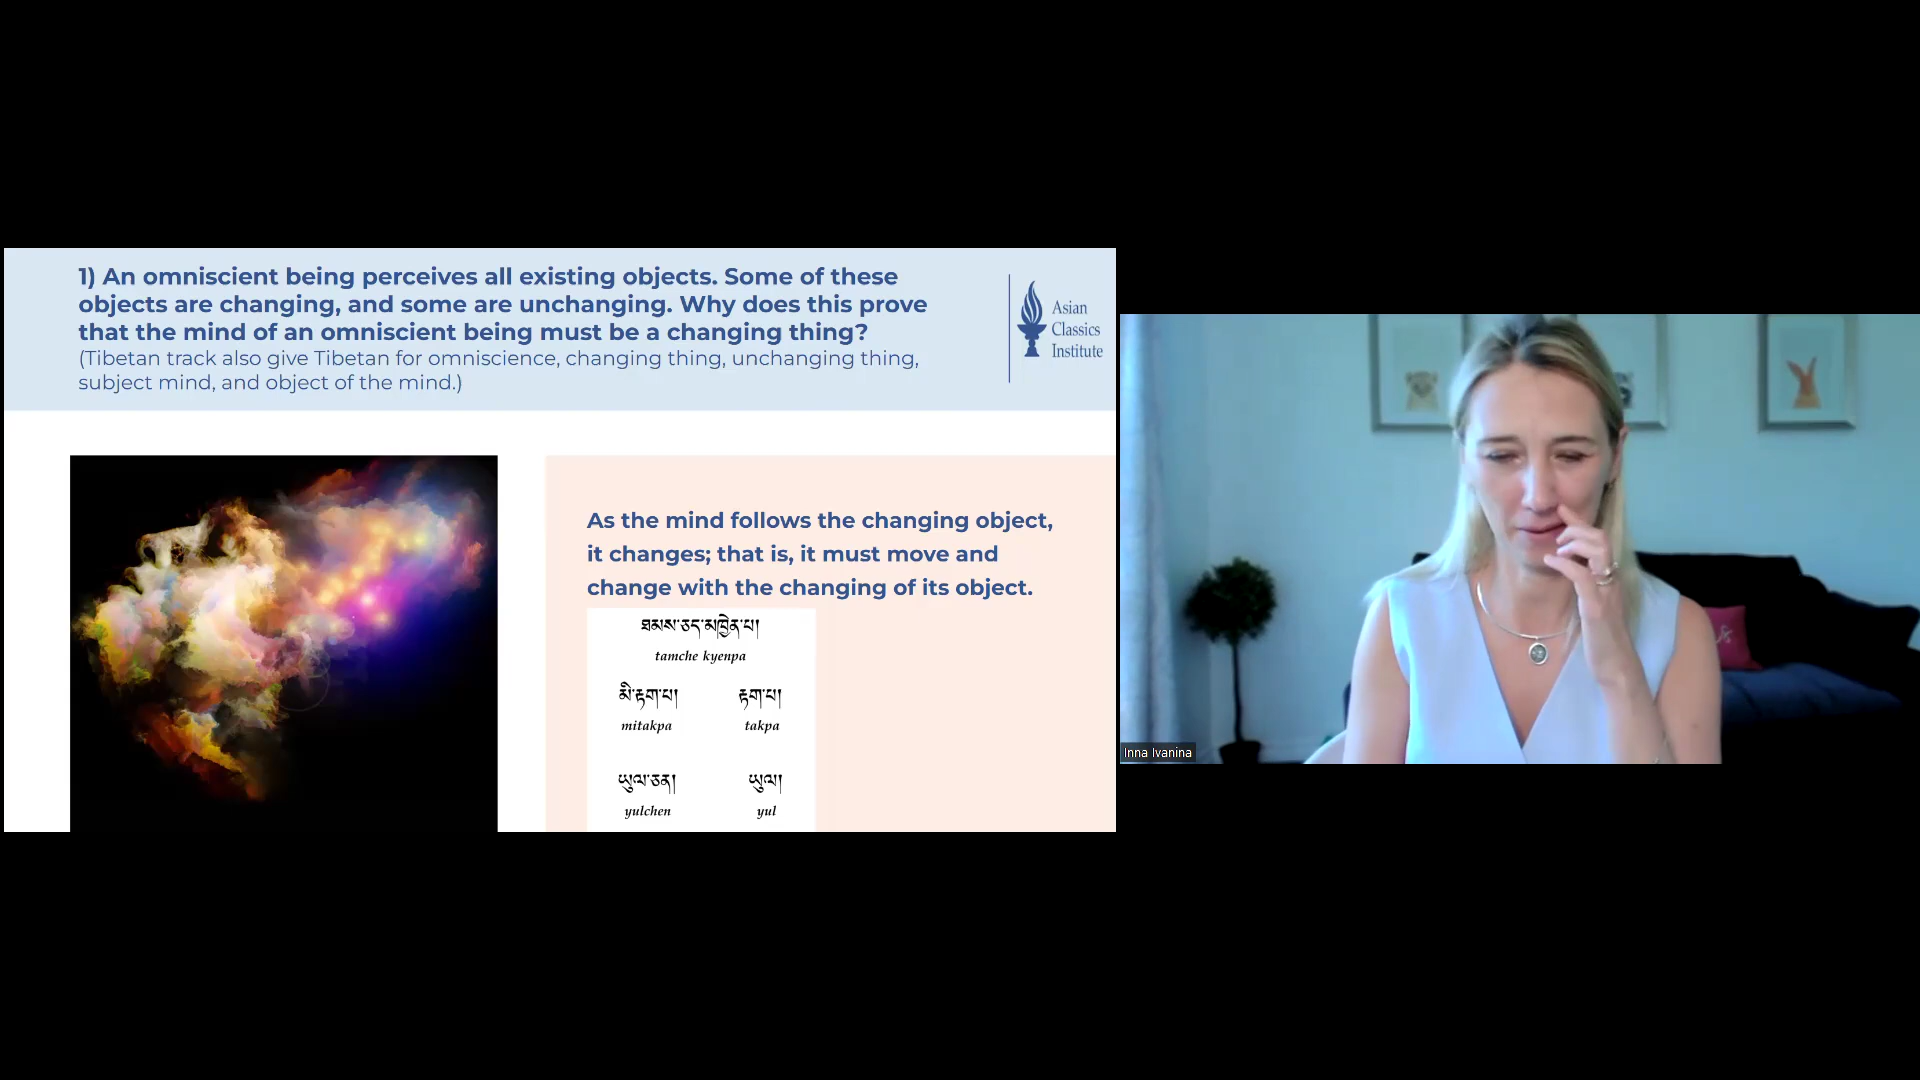 1) An omniscient being perceives all existing objects. Some of these
objects are changing, and some are unchanging. Why does this prove
that the mind of an omniscient being must be a changing thing?
(Tibetan track also give Tibetan for omniscience, changing thing, unchanging thing,
subject mind, and object of the mind.)
Asian
Classics
Institute
As the mind follows the changing object,
it changes; that is, it must move and
change with the changing of its object.
ཐམས་ཅད་མཁྱེན་པ།
tamche kyenpa
མི་རྟག་པ། རྟག་པ།
mitakpa takpa
ཡུལ་ཅན། ཡུལ།
yulchen yul
Inna Ivanina